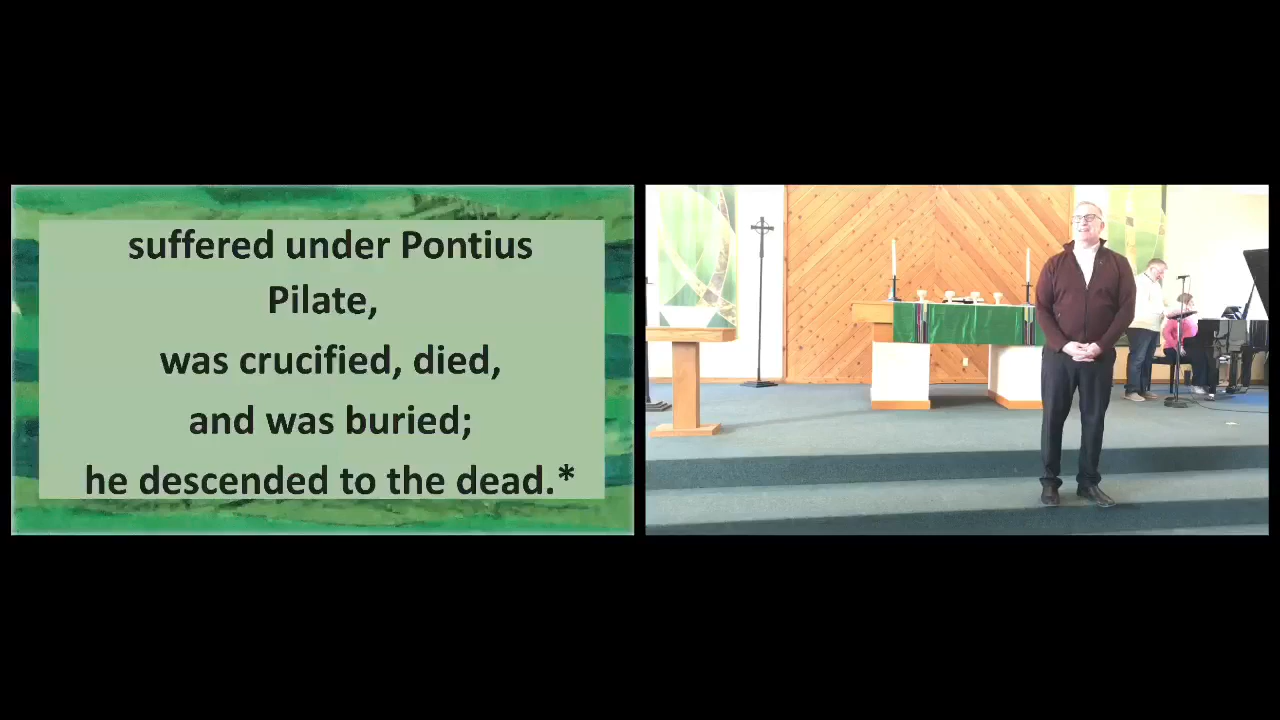 suffered under Pontius
Pilate,
was crucified, died,
and was buried;
he descended to the dead.*